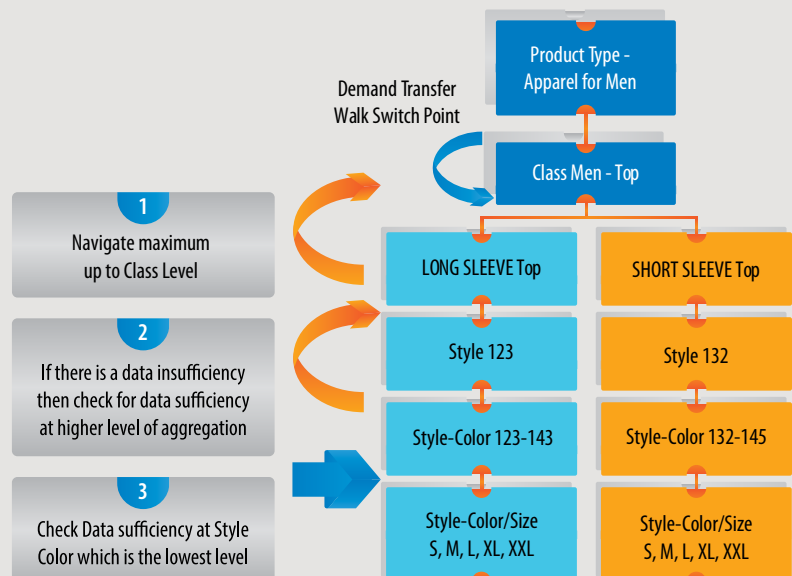 Product Type -
Apparel for Men
Demand Transfer
Walk Switch Point
Class Men - Top
1
Navigate maximum
up to Class Level
LONG SLEEVE Top
SHORT SLEEVE Top
2
If there is a data insufficiency
then check for data sufficiency
at higher level of aggregation
Style 123
Style 132
Style-Color 123-143
Style-Color 132-145
3
Check Data sufficiency at Style
Color which is the lowest level
Style-Color/Size
S, M, L, XL, XXL
Style-Color/Size
S, M, L, XL, XXL